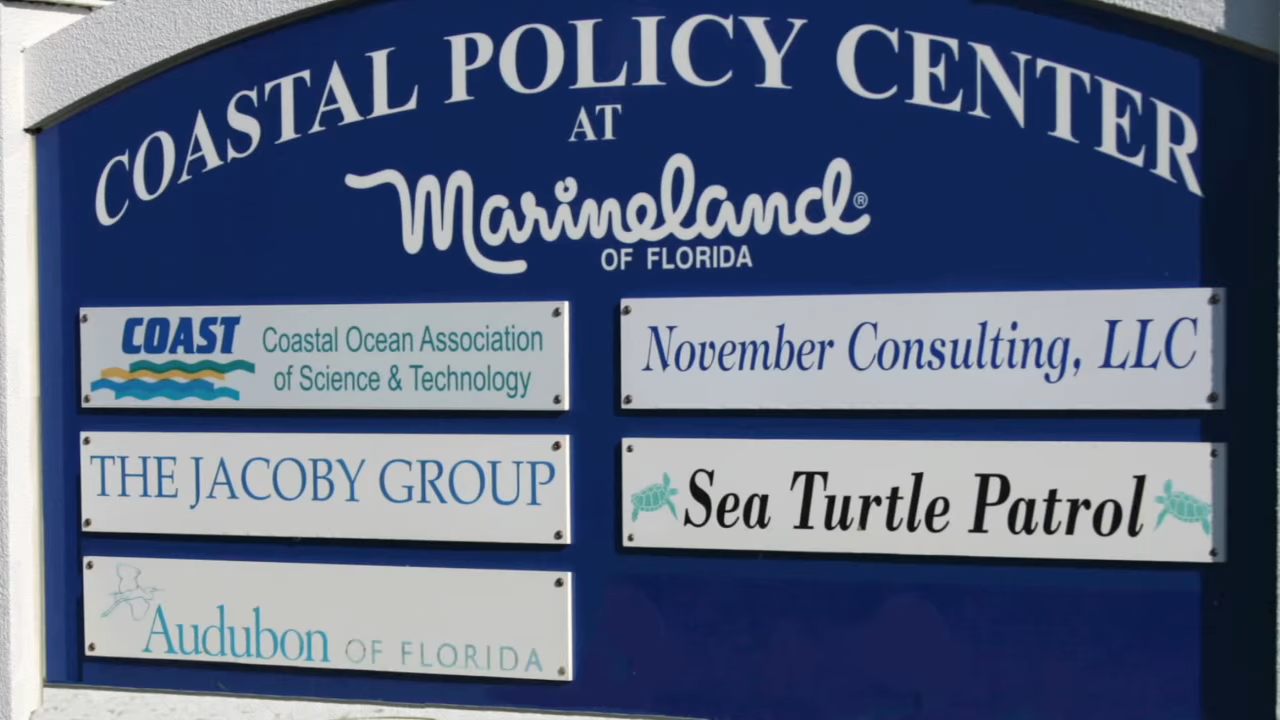 COASTAL POLICY CENTER
AT
Marineland®
OF FLORIDA
COAST
Coastal Ocean Association
of Science & Technology
November Consulting, LLC
THE JACOBY GROUP
Sea Turtle Patrol
Audubon OF FLORIDA